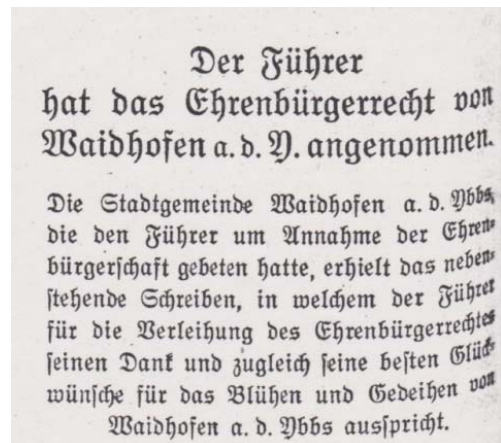 Der Führer
hat das Ehrenbürgerrecht von
Waidhofen a. d. Y. angenommen.
Die Stadtgemeinde Waidhofen a. d. Ybbs,
die den Führer um Annahme der Ehren-
bürgerschaft gebeten hatte, erhielt das neben-
stehende Schreiben, in welchem der Führer
für die Verleihung des Ehrenbürgerrechtes
seinen Dank und zugleich seine besten Glück-
wünsche für das Blühen und Gedeihen von
Waidhofen a. d. Ybbs ausspricht.